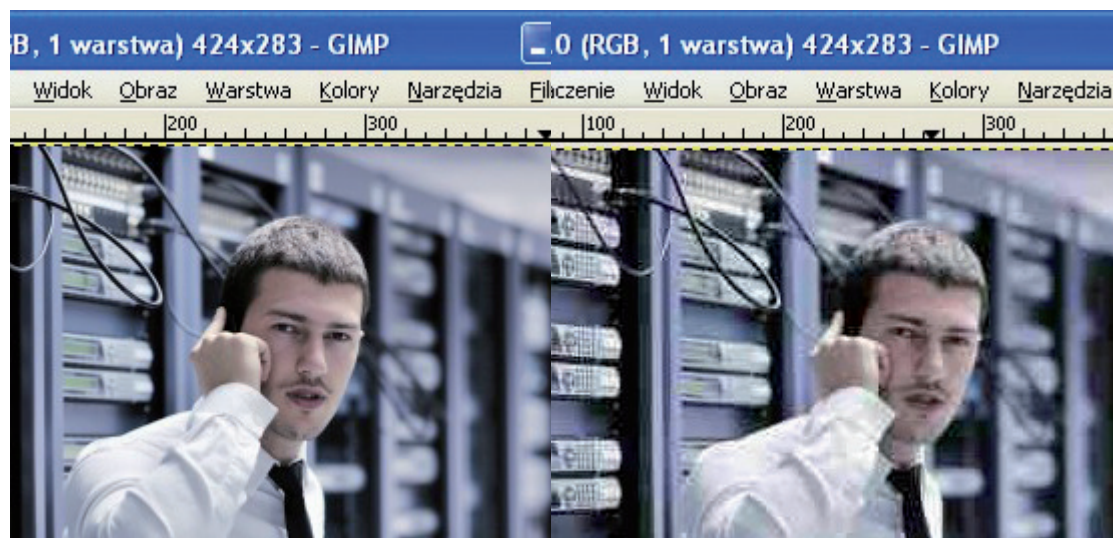 GB, 1 warstwa) 424x283 - GIMP
.0 (RGB, 1 warstwa) 424x283 - GIMP
Widok Obraz Warstwa Kolory Narzędzia
Widok Obraz Warstwa Kolory Narzędzia
200 300
100 200 300